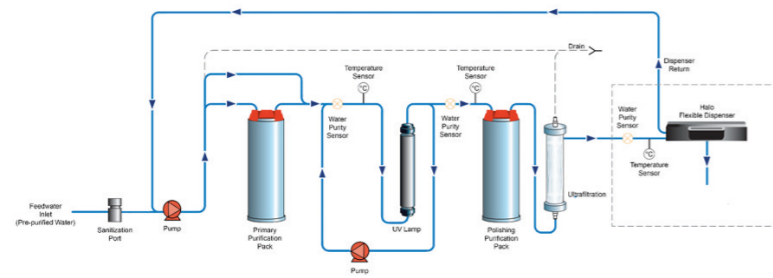 Drain
Dispenser
Return
Temperature
Sensor
°C
Temperature
Sensor
°C
Water
Purity
Sensor
Water
Purity
Sensor
Water
Purity
Sensor
Halo
Flexible Dispenser
°C
Temperature
Sensor
Ultrafiltration
Feedwater
Inlet
(Pre-purified Water)
Sanitization
Port
Pump
Primary
Purification
Pack
UV Lamp
Polishing
Purification
Pack
Pump